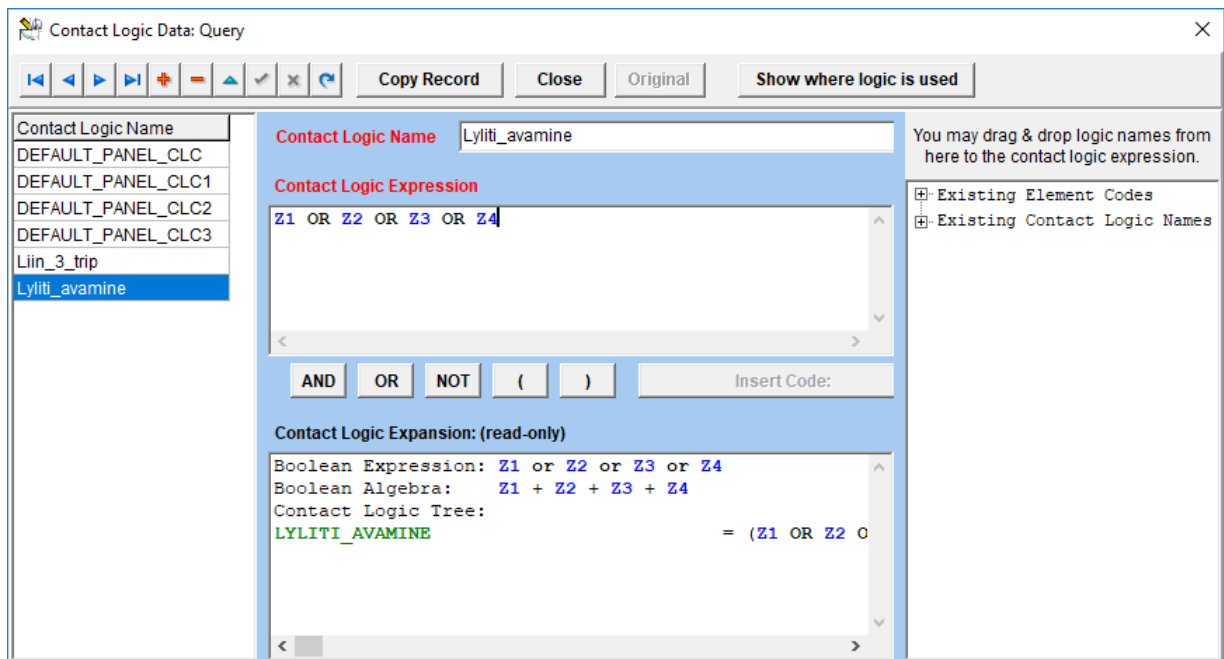 Contact Logic Data: Query
Copy Record
Close
Original
Show where logic is used
Contact Logic Name
DEFAULT_PANEL_CLC
DEFAULT_PANEL_CLC1
DEFAULT_PANEL_CLC2
DEFAULT_PANEL_CLC3
Liin_3_trip
Lyliti_avamine
Contact Logic Name Lyliti_avamine
Contact Logic Expression
Z1 OR Z2 OR Z3 OR Z4
AND OR NOT ( ) Insert Code:
Contact Logic Expansion: (read-only)
Boolean Expression: Z1 or Z2 or Z3 or Z4
Boolean Algebra: Z1 + Z2 + Z3 + Z4
Contact Logic Tree:
LYLITI_AVAMINE = (Z1 OR Z2 O
You may drag & drop logic names from
here to the contact logic expression.
Existing Element Codes
Existing Contact Logic Names